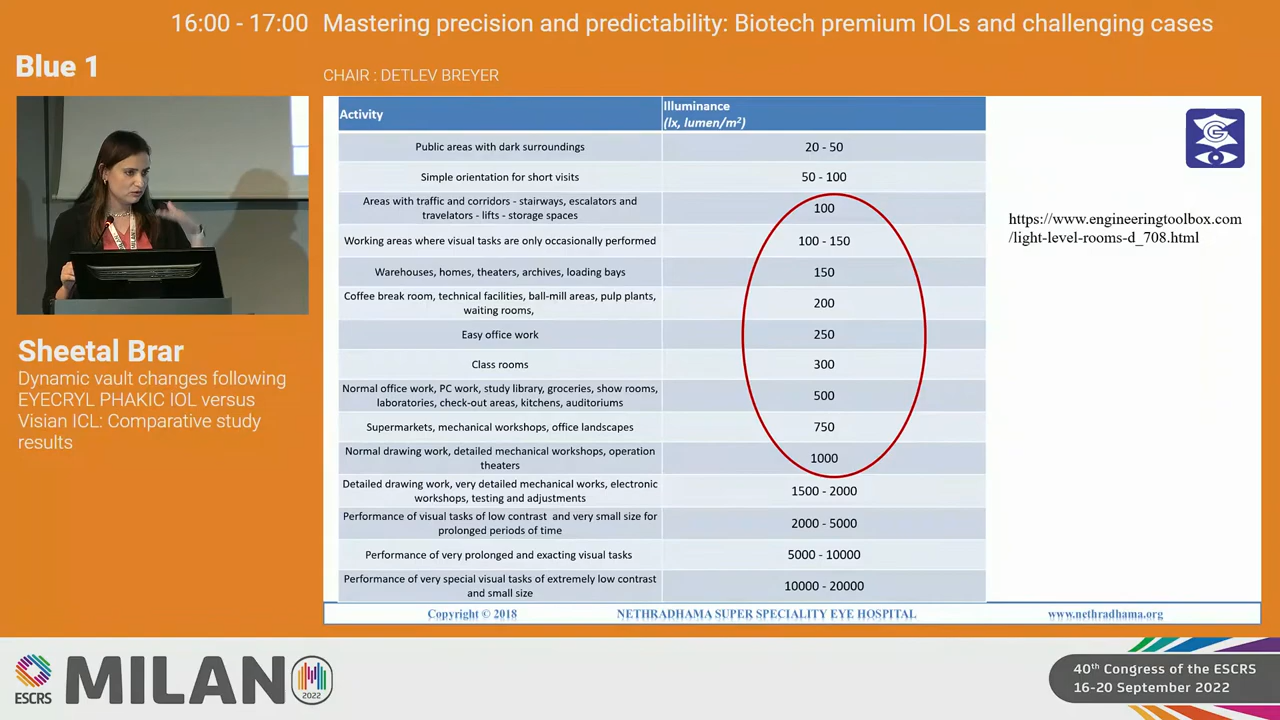 16:00 - 17:00 Mastering precision and predictability: Biotech premium IOLs and challenging cases
Blue 1
CHAIR : DETLEV BREYER
Sheetal Brar
Dynamic vault changes following
EYECRYL PHAKIC IOL versus
Visian ICL: Comparative study
results
Activity Illuminance
(lx, lumen/m²)
Public areas with dark surroundings 20 - 50
Simple orientation for short visits 50 - 100
Areas with traffic and corridors - stairways, escalators and
travelators - lifts - storage spaces 100
Working areas where visual tasks are only occasionally performed 100 - 150
Warehouses, homes, theaters, archives, loading bays 150
Coffee break room, technical facilities, ball-mill areas, pulp plants,
waiting rooms, 200
Easy office work 250
Class rooms 300
Normal office work, PC work, study library, groceries, show rooms,
laboratories, check-out areas, kitchens, auditoriums 500
Supermarkets, mechanical workshops, office landscapes 750
Normal drawing work, detailed mechanical workshops, operation
theaters 1000
Detailed drawing work, very detailed mechanical works, electronic
workshops, testing and adjustments 1500 - 2000
Performance of visual tasks of low contrast and very small size for
prolonged periods of time 2000 - 5000
Performance of very prolonged and exacting visual tasks 5000 - 10000
Performance of very special visual tasks of extremely low contrast
and small size 10000 - 20000
https://www.engineeringtoolbox.com
/light-level-rooms-d_708.html
Copyright © 2018 NETHRADHAMA SUPER SPECIALITY EYE HOSPITAL www.nethradhama.org
ESCRS
MILANO
2022
40th Congress of the ESCRS
16-20 September 2022